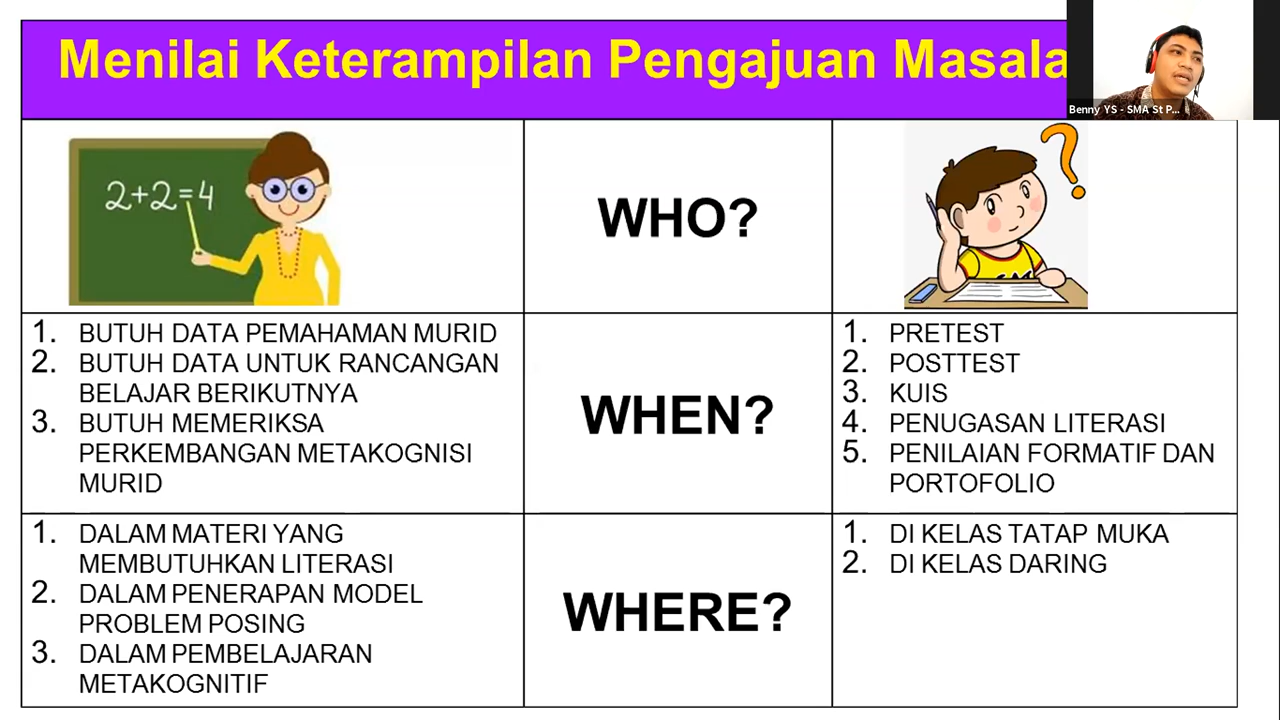 Menilai Keterampilan Pengajuan Masala
Benny YS - SMA St P...
2+2=4
WHO?
?
1. BUTUH DATA PEMAHAMAN MURID
2. BUTUH DATA UNTUK RANCANGAN
BELAJAR BERIKUTNYA
3. BUTUH MEMERIKSA
PERKEMBANGAN METAKOGNISI
MURID
WHEN?
1. PRETEST
2. POSTTEST
3. KUIS
4. PENUGASAN LITERASI
5. PENILAIAN FORMATIF DAN
PORTOFOLIO
1. DALAM MATERI YANG
MEMBUTUHKAN LITERASI
2. DALAM PENERAPAN MODEL
PROBLEM POSING
3. DALAM PEMBELAJARAN
METAKOGNITIF
WHERE?
1. DI KELAS TATAP MUKA
2. DI KELAS DARING